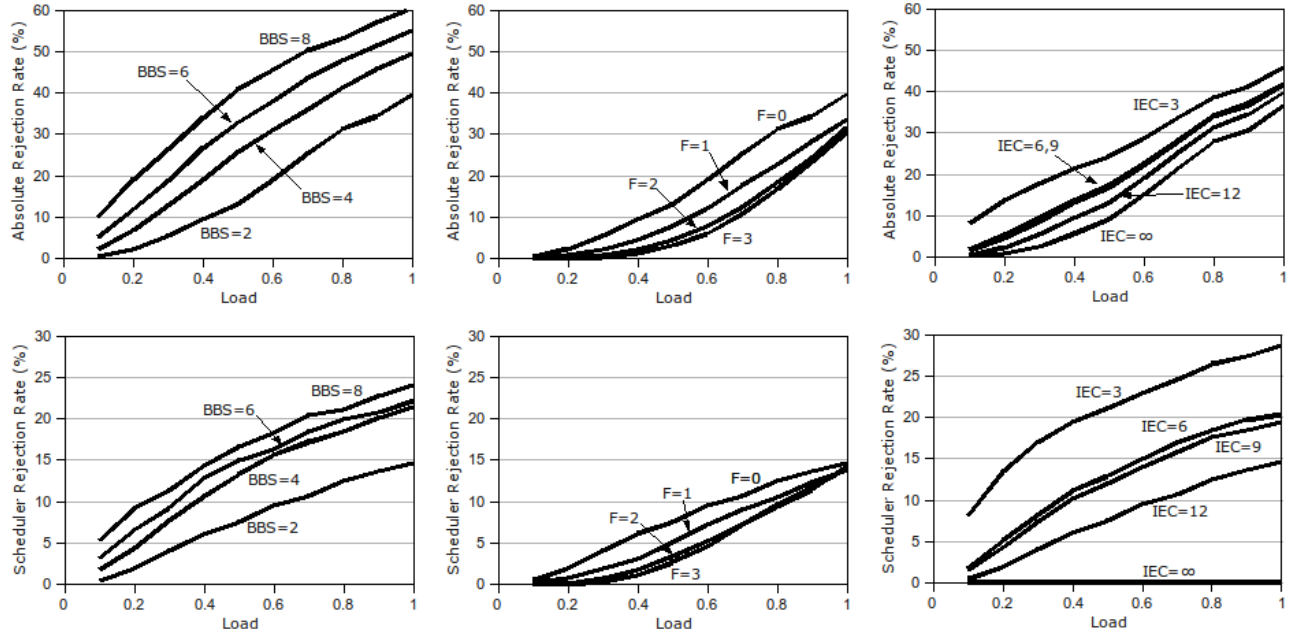 Absolute Rejection Rate (%)
60
50
40
30
20
10
0
BBS=8
BBS=6
BBS=4
BBS=2
0 0.2 0.4 0.6 0.8 1
Load
Absolute Rejection Rate (%)
60
50
40
30
20
10
0
F=0
F=1
F=2
F=3
0 0.2 0.4 0.6 0.8 1
Load
Absolute Rejection Rate (%)
60
50
40
30
20
10
0
IEC=3
IEC=6,9
IEC=12
IEC=∞
0 0.2 0.4 0.6 0.8 1
Load
Scheduler Rejection Rate (%)
30
25
20
15
10
5
0
BBS=8
BBS=6
BBS=4
BBS=2
0 0.2 0.4 0.6 0.8 1
Load
Scheduler Rejection Rate (%)
30
25
20
15
10
5
0
F=0
F=1
F=2
F=3
0 0.2 0.4 0.6 0.8 1
Load
Scheduler Rejection Rate (%)
30
25
20
15
10
5
0
IEC=3
IEC=6
IEC=9
IEC=12
IEC=∞
0 0.2 0.4 0.6 0.8 1
Load